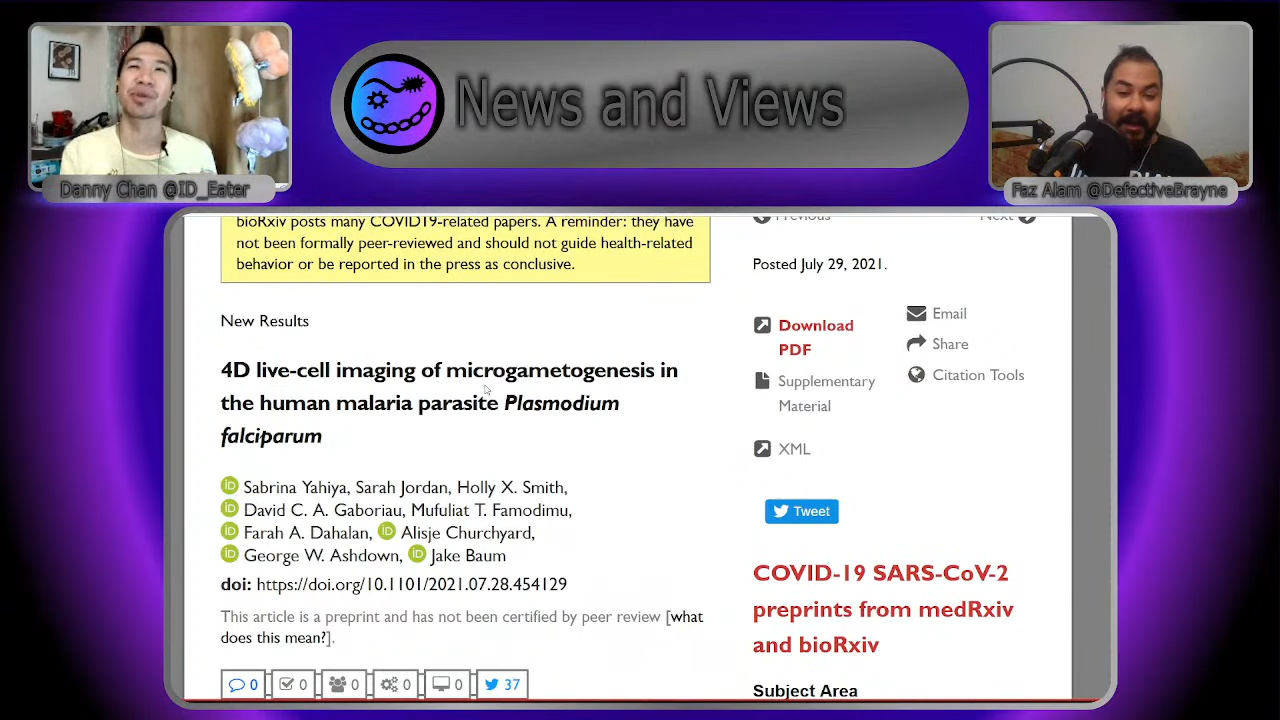 News and Views
Danny Chan @ID_Eater
Faz Alam @DefectiveBrayne
bioRxiv posts many COVID19-related papers. A reminder: they have
not been formally peer-reviewed and should not guide health-related
behavior or be reported in the press as conclusive.
Previous
Next
Posted July 29, 2021.
New Results
4D live-cell imaging of microgametogenesis in
the human malaria parasite Plasmodium
falciparum
Download
PDF
Email
Share
Supplementary
Material
Citation Tools
XML
iD Sabrina Yahiya, Sarah Jordan, Holly X. Smith,
iD David C. A. Gaboriau, Mufuliat T. Famodimu,
iD Farah A. Dahalan, iD Alisje Churchyard,
iD George W. Ashdown, iD Jake Baum
doi: https://doi.org/10.1101/2021.07.28.454129
This article is a preprint and has not been certified by peer review [what
does this mean?].
0 0 0 0 0 37
Tweet
COVID-19 SARS-CoV-2
preprints from medRxiv
and bioRxiv
Subject Area